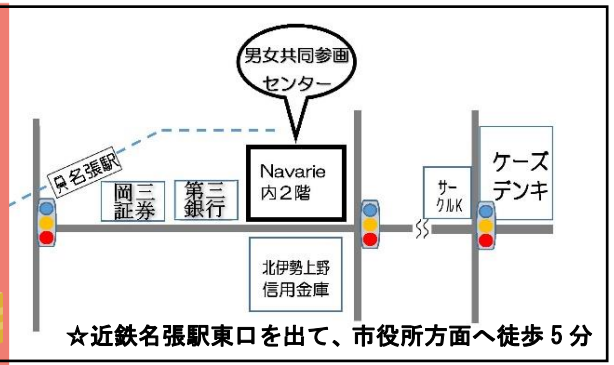 男女共同参画
センター
名張駅
岡三
証券
第三
銀行
Navarie
内2階
サー
クルK
ケーズ
デンキ
北伊勢上野
信用金庫
☆近鉄名張駅東口を出て、市役所方面へ徒歩5分